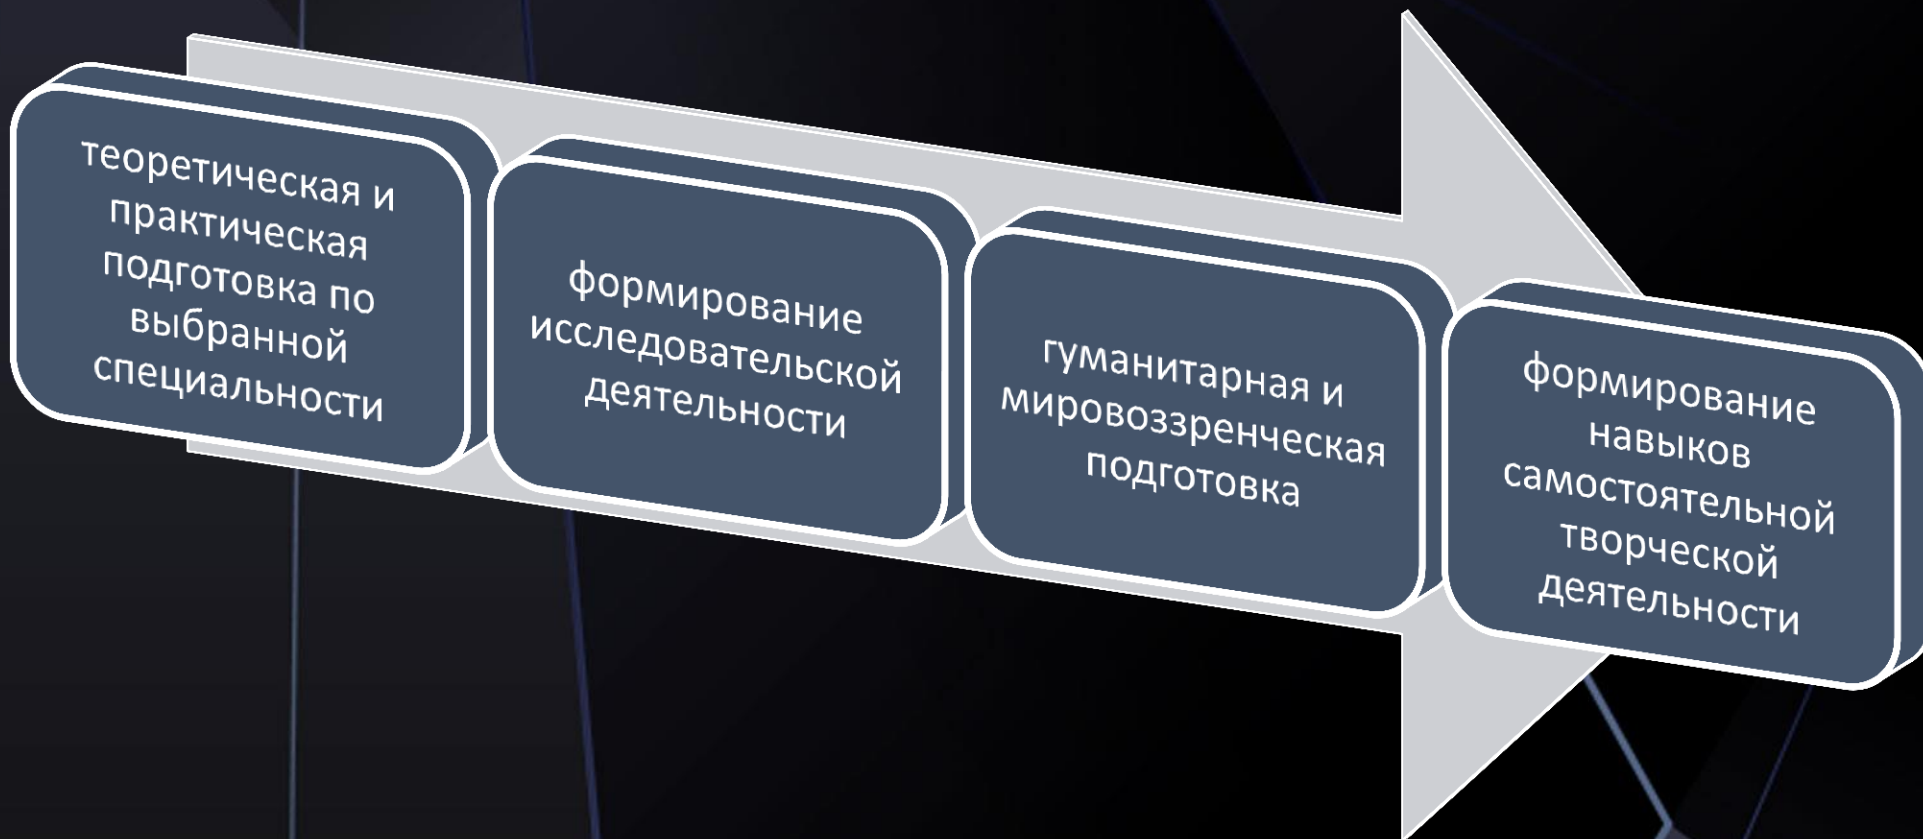 теоретическая и
практическая
подготовка по
выбранной
специальности
формирование
исследовательской
деятельности
гуманитарная и
мировоззренческая
подготовка
формирование
навыков
самостоятельной
творческой
деятельности